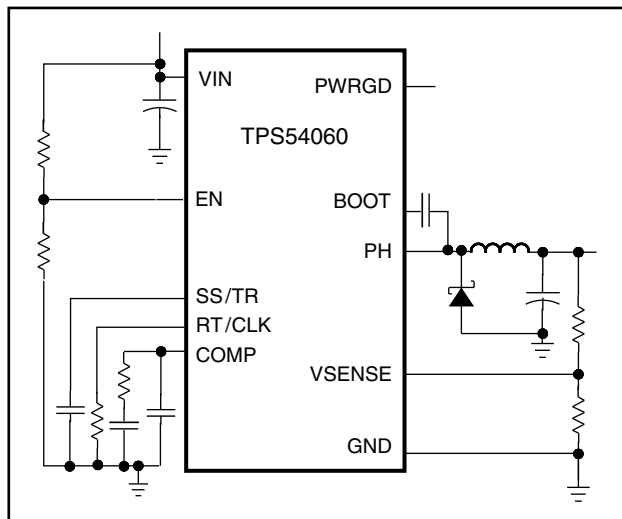 VIN
PWRGD
TPS54060
EN
BOOT
PH
SS/TR
RT/CLK
COMP
VSENSE
GND